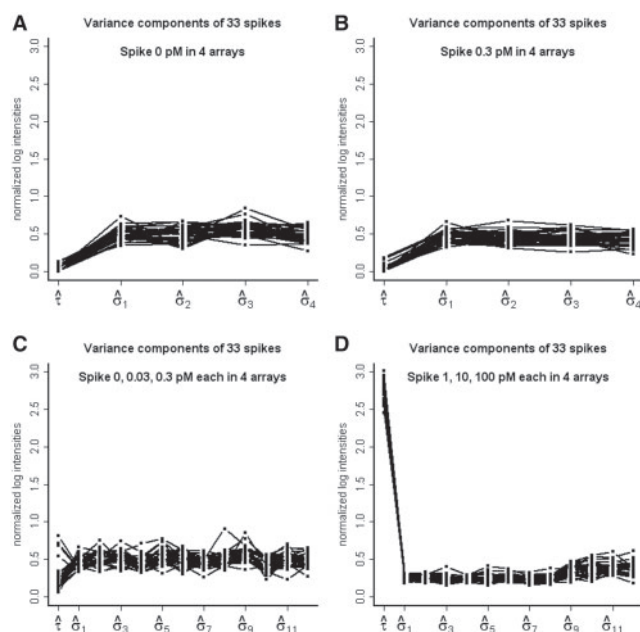 A
Variance components of 33 spikes
Spike 0 pM in 4 arrays
normalized log intensities
3.0
2.5
2.0
1.5
1.0
0.5
0.0
τ̂ σ̂1 σ̂2 σ̂3 σ̂4
B
Variance components of 33 spikes
Spike 0.3 pM in 4 arrays
normalized log intensities
3.0
2.5
2.0
1.5
1.0
0.5
0.0
τ̂ σ̂1 σ̂2 σ̂3 σ̂4
C
Variance components of 33 spikes
Spike 0, 0.03, 0.3 pM each in 4 arrays
normalized log intensities
3.0
2.5
2.0
1.5
1.0
0.5
0.0
τ̂ σ̂1 σ̂3 σ̂5 σ̂7 σ̂9 σ̂11
D
Variance components of 33 spikes
Spike 1, 10, 100 pM each in 4 arrays
normalized log intensities
3.0
2.5
2.0
1.5
1.0
0.5
0.0
τ̂ σ̂1 σ̂3 σ̂5 σ̂7 σ̂9 σ̂11